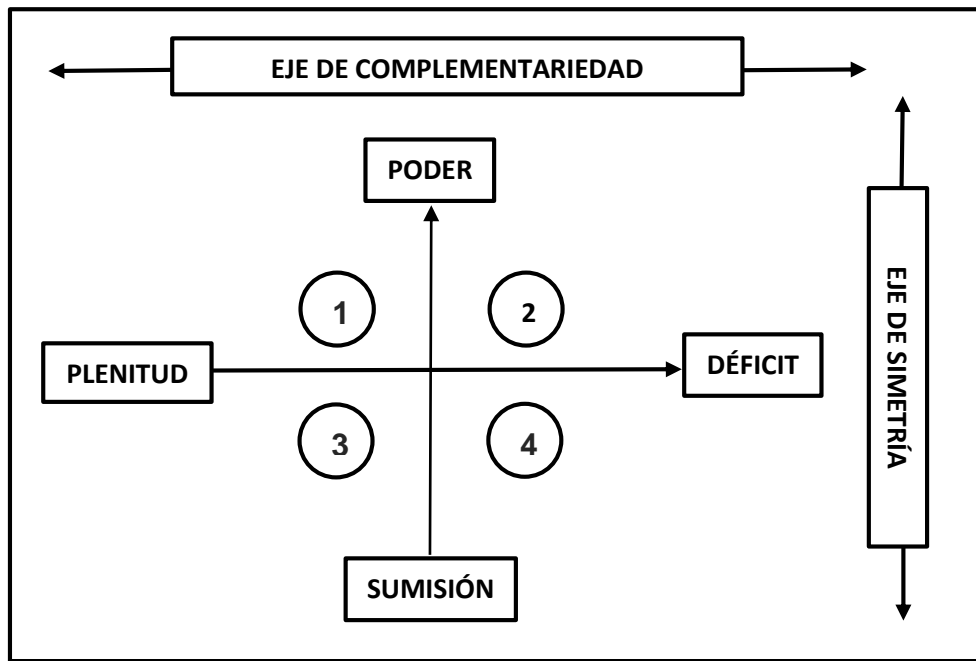 EJE DE COMPLEMENTARIEDAD
PODER
1
2
PLENITUD
DÉFICIT
EJE DE SIMETRÍA
3
4
SUMISIÓN